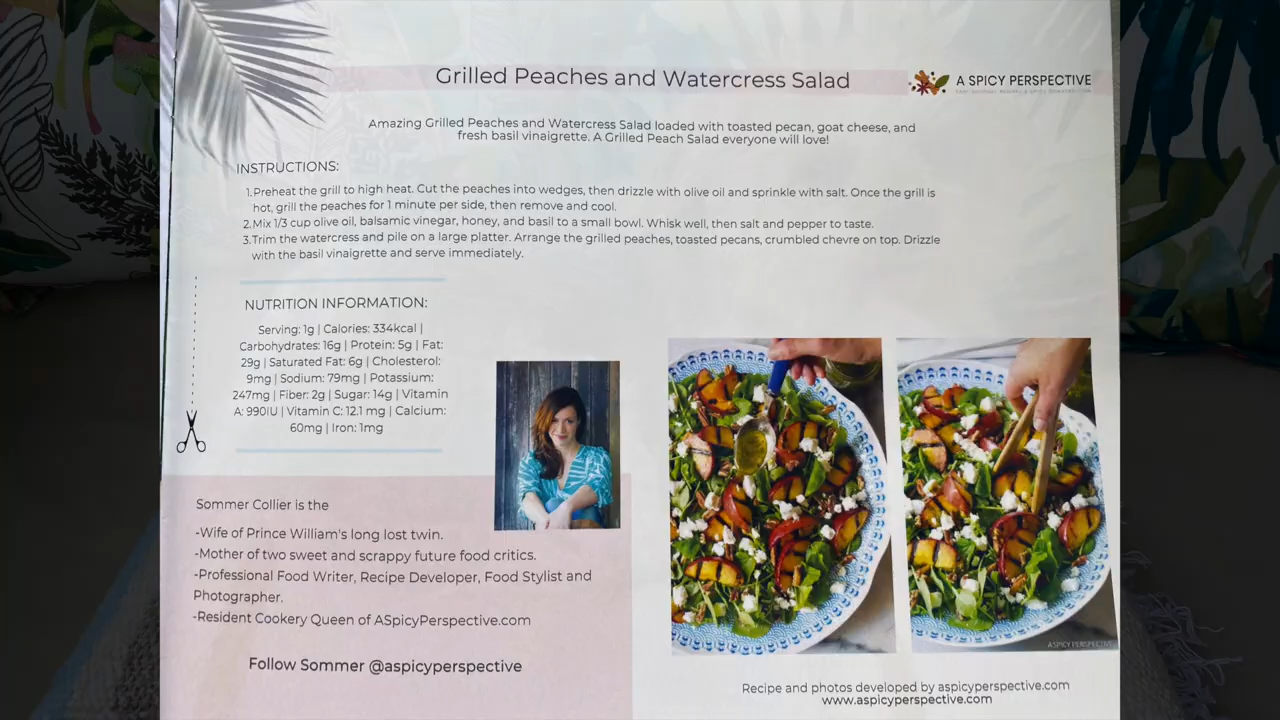 Grilled Peaches and Watercress Salad
A SPICY PERSPECTIVE
Amazing Grilled Peaches and Watercress Salad loaded with toasted pecan, goat cheese, and
fresh basil vinaigrette. A Grilled Peach Salad everyone will love!
INSTRUCTIONS:
1.Preheat the grill to high heat. Cut the peaches into wedges, then drizzle with olive oil and sprinkle with salt. Once the grill is
hot, grill the peaches for 1 minute per side, then remove and cool.
2.Mix 1/3 cup olive oil, balsamic vinegar, honey, and basil to a small bowl. Whisk well, then salt and pepper to taste.
3.Trim the watercress and pile on a large platter. Arrange the grilled peaches, toasted pecans, crumbled chevre on top. Drizzle
with the basil vinaigrette and serve immediately.
NUTRITION INFORMATION:
Serving: 1g | Calories: 334kcal |
Carbohydrates: 16g | Protein: 5g | Fat:
29g | Saturated Fat: 6g | Cholesterol:
9mg | Sodium: 79mg | Potassium:
247mg | Fiber: 2g | Sugar: 14g | Vitamin
A: 990IU | Vitamin C: 12.1 mg | Calcium:
60mg | Iron: 1mg
Sommer Collier is the
-Wife of Prince William's long lost twin.
-Mother of two sweet and scrappy future food critics.
-Professional Food Writer, Recipe Developer, Food Stylist and
Photographer.
-Resident Cookery Queen of ASpicyPerspective.com
Follow Sommer @aspicyperspective
A SPICY PERSPECTIVE
Recipe and photos developed by aspicyperspective.com
www.aspicyperspective.com